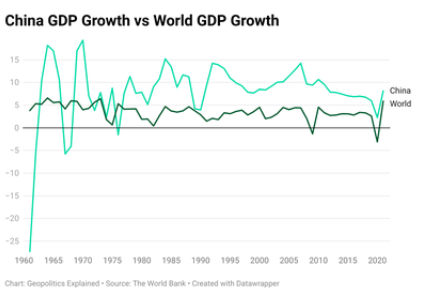 China GDP Growth vs World GDP Growth
15
10
5
0
−5
−10
−15
−20
−25
China
World
1960 1965 1970 1975 1980 1985 1990 1995 2000 2005 2010 2015 2020
Chart: Geopolitics Explained • Source: The World Bank • Created with Datawrapper